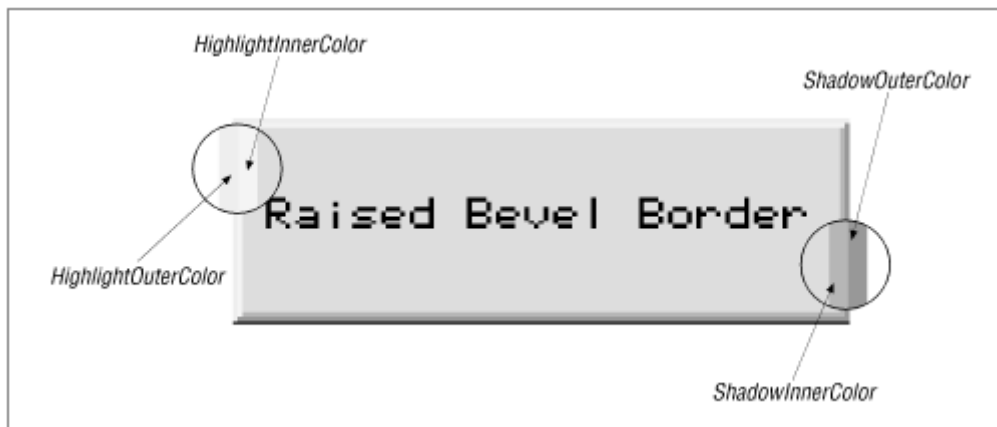 HighlightInnerColor
ShadowOuterColor
Raised Bevel Border
HighlightOuterColor
ShadowInnerColor